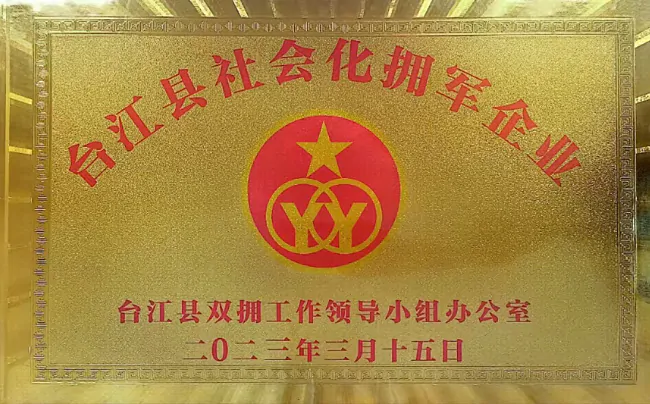 台江县社会化拥军企业
YY
台江县双拥工作领导小组办公室
二0二三年三月十五日